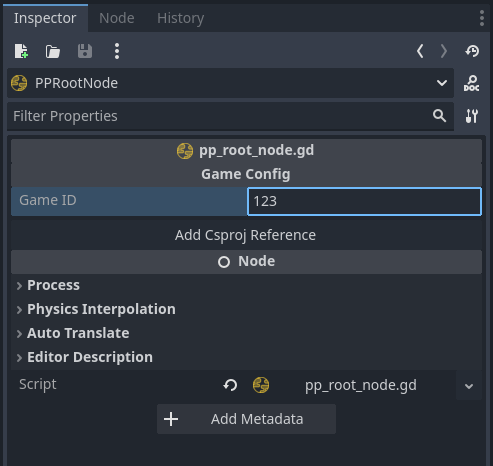 Inspector Node History
PPRootNode
DOC
Filter Properties
pp_root_node.gd
Game Config
Game ID 123
Add Csproj Reference
Node
Process
Physics Interpolation
Auto Translate
Editor Description
Script pp_root_node.gd
Add Metadata